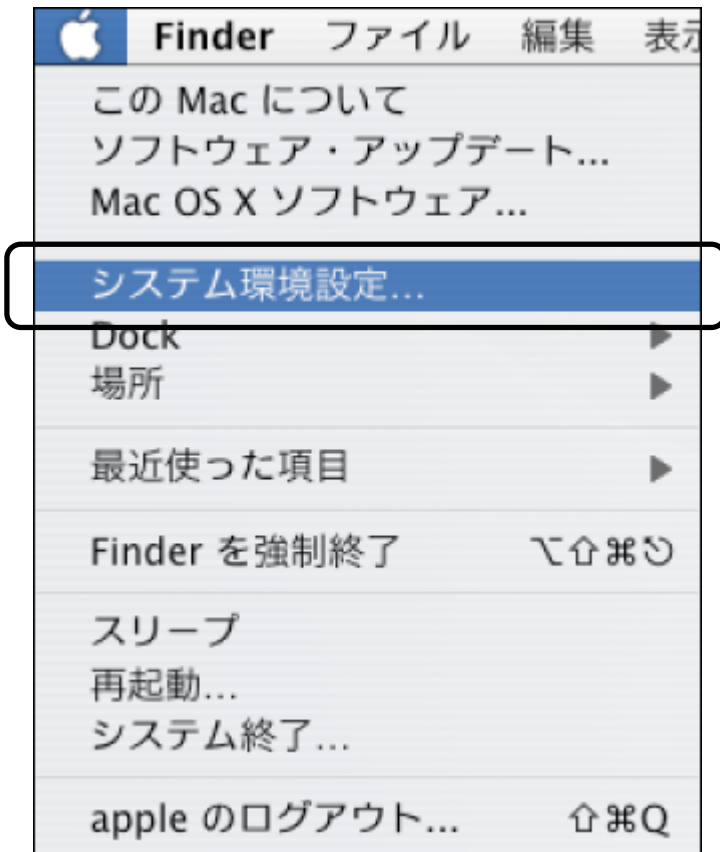 Finder ファイル 編集 表示
この Mac について
ソフトウェア・アップデート...
Mac OS X ソフトウェア...
システム環境設定...
Dock ▶
場所 ▶
最近使った項目 ▶
Finder を強制終了 ⌥⇧⌘⎋
スリープ
再起動...
システム終了...
apple のログアウト... ⇧⌘Q